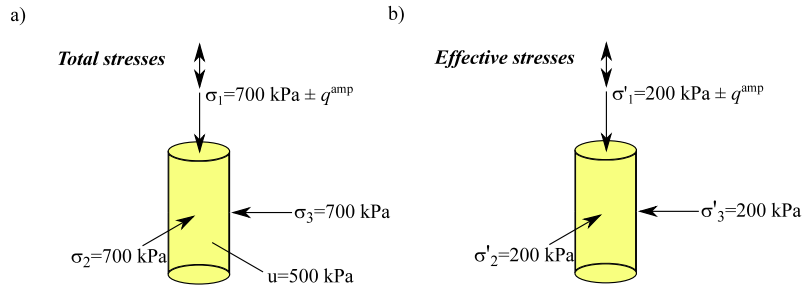 a)
Total stresses
σ₁=700 kPa ± qᵃᵐᵖ
σ₃=700 kPa
σ₂=700 kPa
u=500 kPa
b)
Effective stresses
σ'₁=200 kPa ± qᵃᵐᵖ
σ'₃=200 kPa
σ'₂=200 kPa